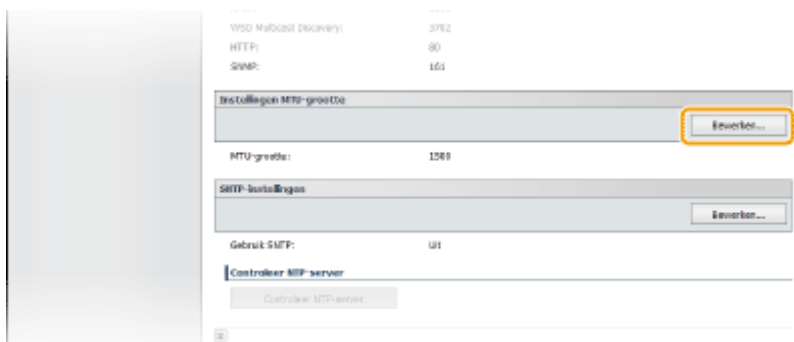 WSD Multicast Discovery: 3702
HTTP: 80
SNMP: 161
Instellingen MTU-grootte
Bewerken...
MTU-grootte: 1500
SNTP-instellingen
Bewerken...
Gebruik SNTP: Uit
Controleer NTP-server
Controleer NTP-server